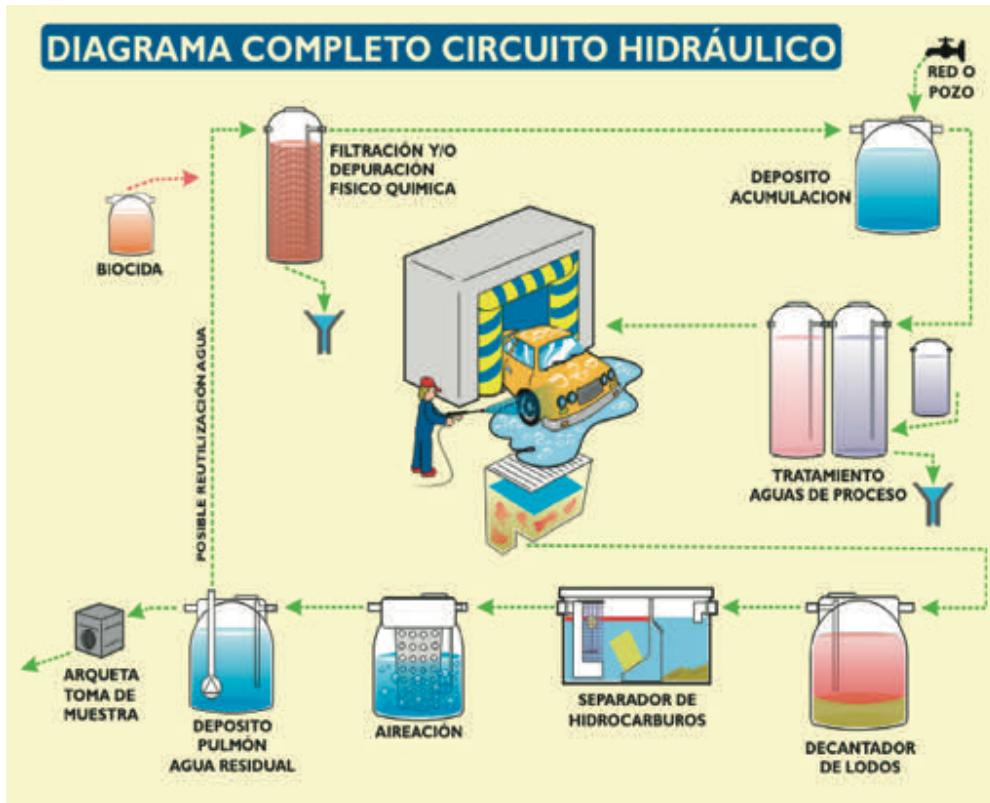 DIAGRAMA COMPLETO CIRCUITO HIDRÁULICO
RED O
POZO
FILTRACIÓN Y/O
DEPURACIÓN
FISICO QUIMICA
DEPOSITO
ACUMULACION
BIOCIDA
POSIBLE REUTILIZACIÓN AGUA
TRATAMIENTO
AGUAS DE PROCESO
ARQUETA
TOMA DE
MUESTRA
DEPOSITO
PULMÓN
AGUA RESIDUAL
AIREACIÓN
SEPARADOR DE
HIDROCARBUROS
DECANTADOR
DE LODOS